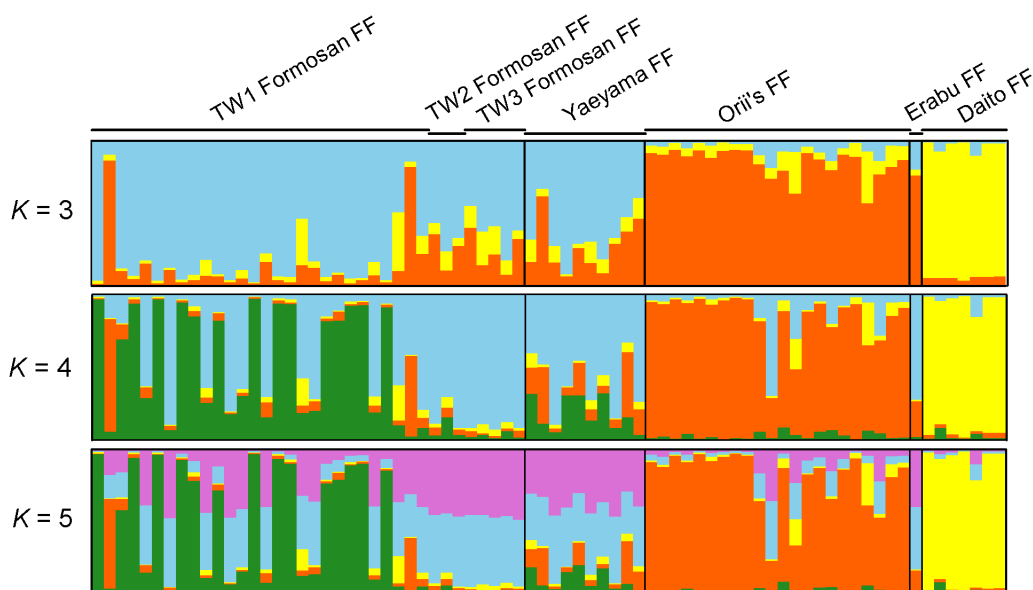 TW1 Formosan FF
TW2 Formosan FF
TW3 Formosan FF
Yaeyama FF
Orii's FF
Erabu FF
Daito FF
K = 3
K = 4
K = 5